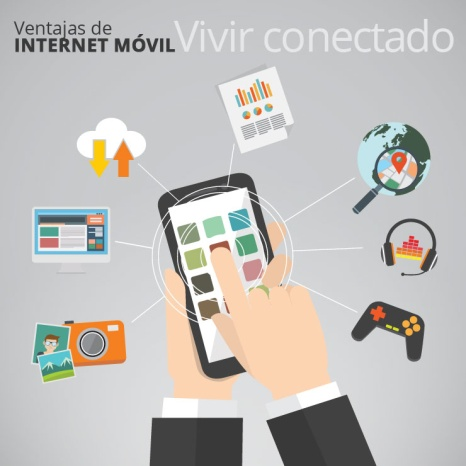 Ventajas de
INTERNET MÓVIL
Vivir conectado